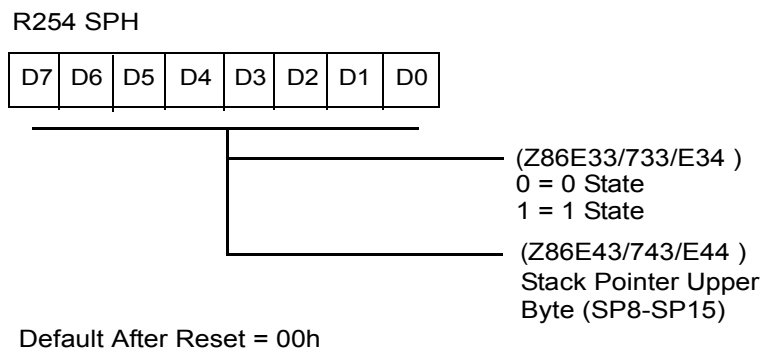 R254 SPH
D7 D6 D5 D4 D3 D2 D1 D0
(Z86E33/733/E34 )
0 = 0 State
1 = 1 State
(Z86E43/743/E44 )
Stack Pointer Upper
Byte (SP8-SP15)
Default After Reset = 00h